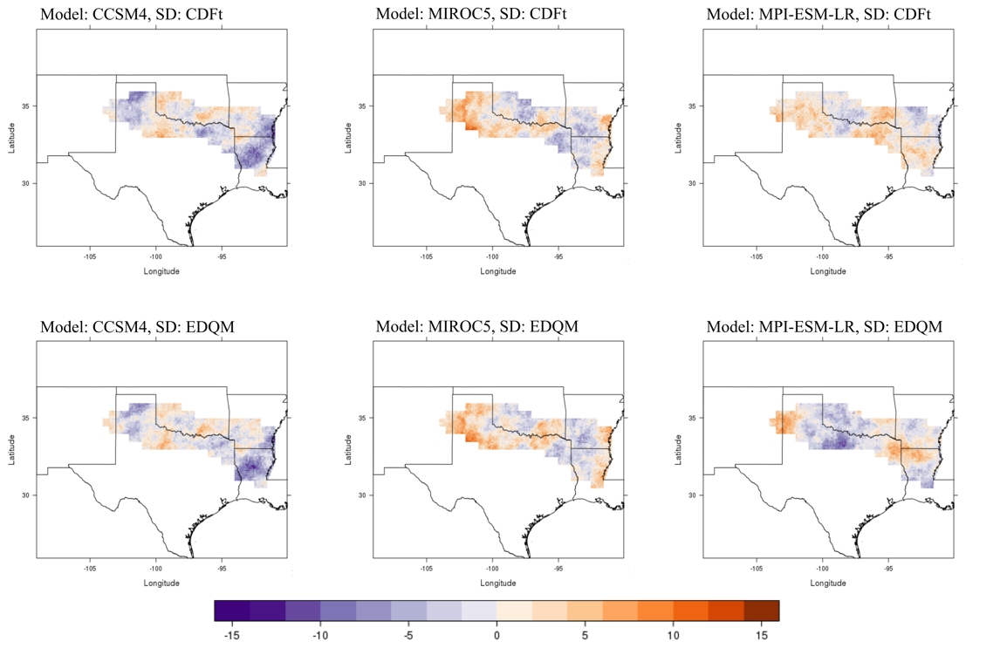 Model: CCSM4, SD: CDFt
Model: MIROC5, SD: CDFt
Model: MPI-ESM-LR, SD: CDFt
35
30
Latitude
-105
-100
-95
Longitude
35
30
Latitude
-105
-100
-95
Longitude
35
30
Latitude
-105
-100
-95
Longitude
Model: CCSM4, SD: EDQM
Model: MIROC5, SD: EDQM
Model: MPI-ESM-LR, SD: EDQM
35
30
Latitude
-105
-100
-95
Longitude
35
30
Latitude
-105
-100
-95
Longitude
35
30
Latitude
-105
-100
-95
Longitude
-15
-10
-5
0
5
10
15